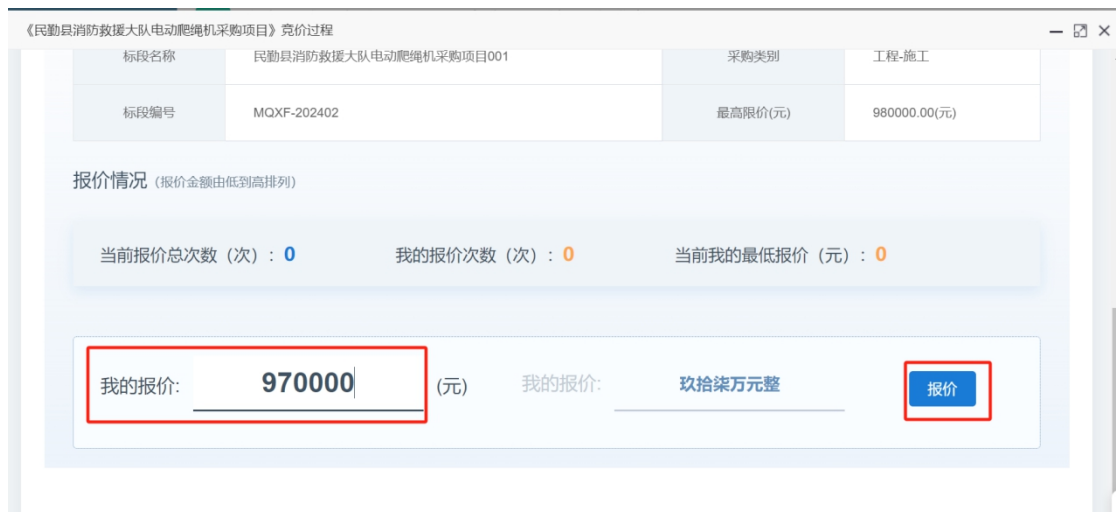 《民勤县消防救援大队电动爬绳机采购项目》竞价过程
标段名称 民勤县消防救援大队电动爬绳机采购项目001 采购类别 工程-施工
标段编号 MQXF-202402 最高限价(元) 980000.00(元)
报价情况 (报价金额由低到高排列)
当前报价总次数（次）: 0 我的报价次数（次）: 0 当前我的最低报价（元）: 0
我的报价: 970000 (元) 我的报价: 玖拾柒万元整 报价